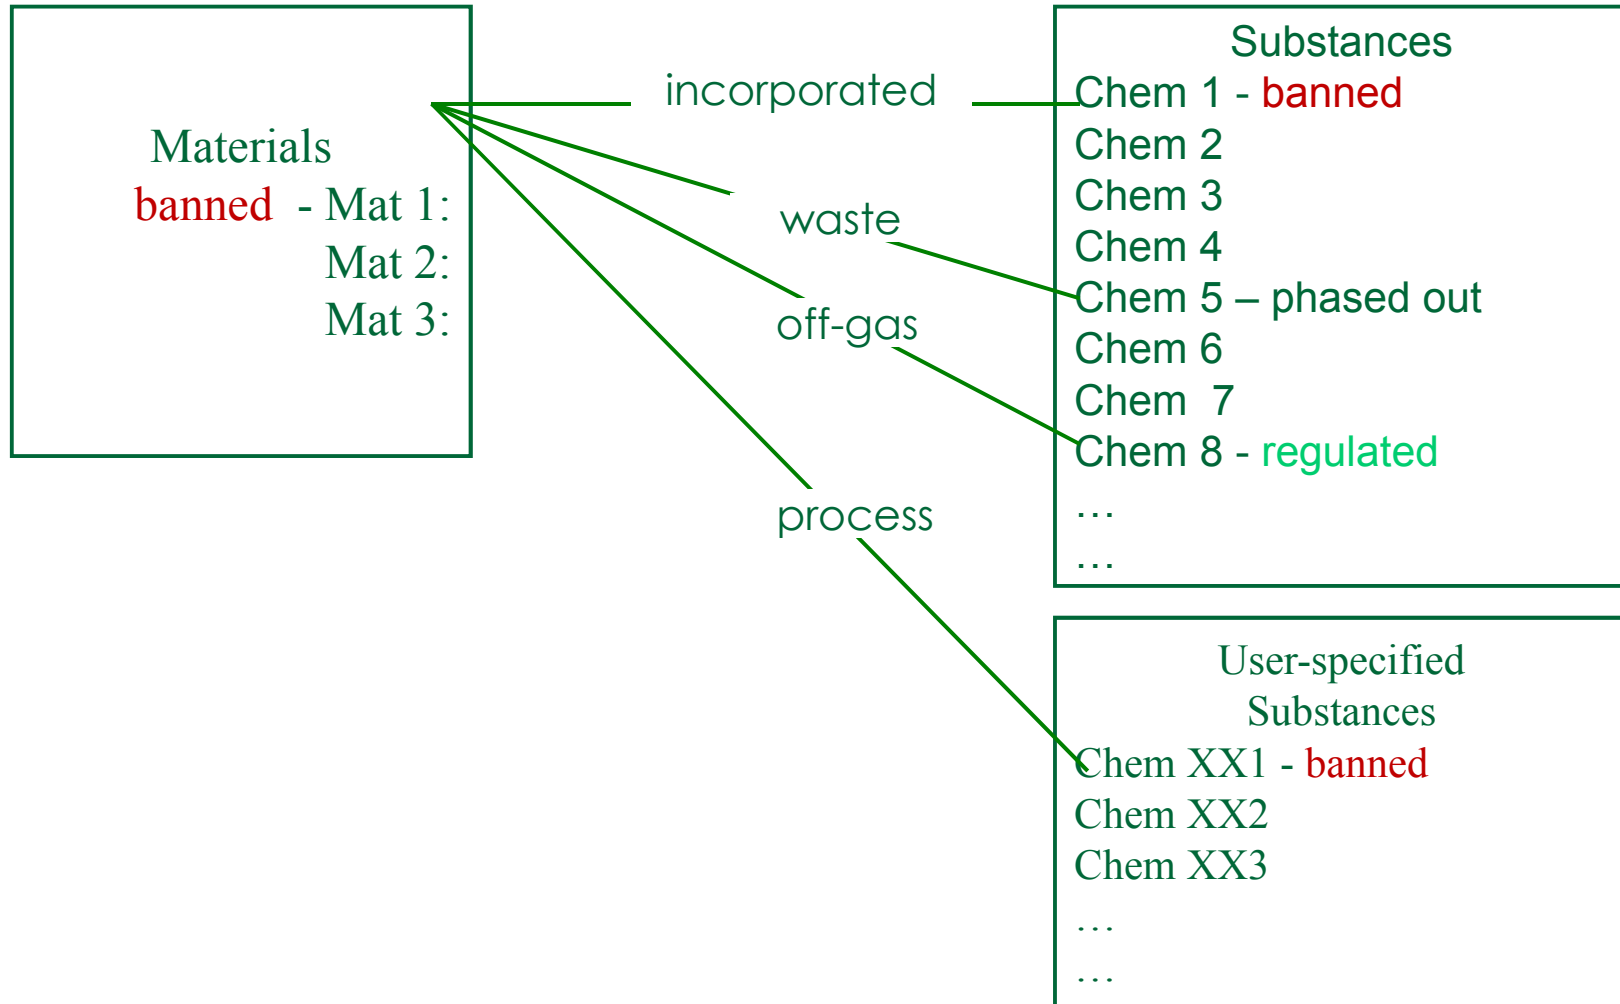 Materials
banned - Mat 1:
Mat 2:
Mat 3:
incorporated
waste
off-gas
process
Substances
Chem 1 - banned
Chem 2
Chem 3
Chem 4
Chem 5 – phased out
Chem 6
Chem 7
Chem 8 - regulated
…
…
User-specified
Substances
Chem XX1 - banned
Chem XX2
Chem XX3
…
…